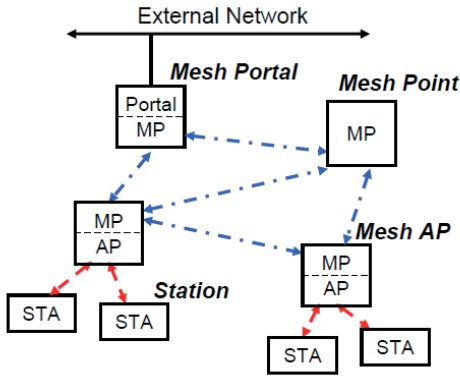 External Network
Mesh Portal
Mesh Point
Portal
MP
MP
MP
AP
Mesh AP
MP
AP
Station
STA
STA
STA
STA